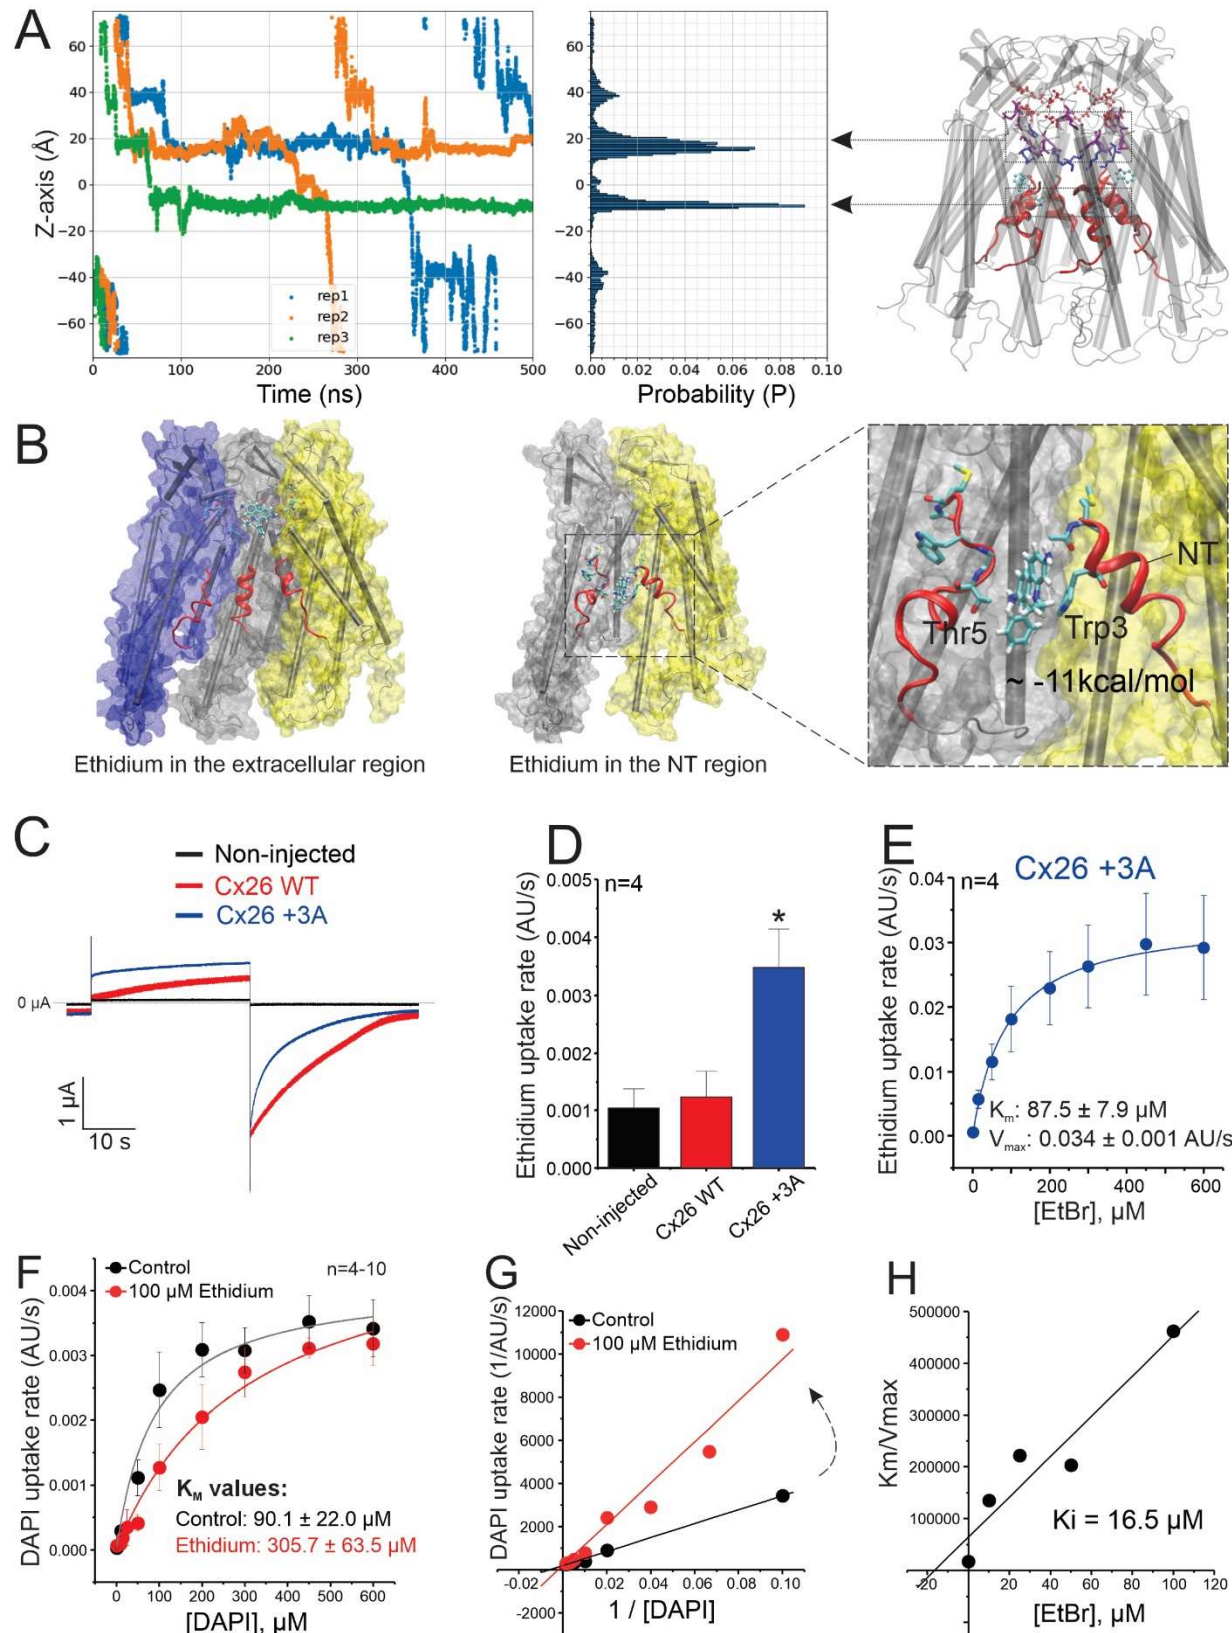 A
Z-axis (Å)
60
40
20
0
−20
−40
−60
rep1
rep2
rep3
0 100 200 300 400 500
Time (ns)
60
40
20
0
−20
−40
−60
0.00 0.02 0.04 0.06 0.08 0.10
Probability (P)
B
Ethidium in the extracellular region
Ethidium in the NT region
NT
Thr5
Trp3
~ -11kcal/mol
C
Non-injected
Cx26 WT
Cx26 +3A
0 µA
1 µA
10 s
D
Ethidium uptake rate (AU/s)
0.005
0.004
0.003
0.002
0.001
0.000
n=4
*
Non-injected
Cx26 WT
Cx26 +3A
E
Cx26 +3A
n=4
Ethidium uptake rate (AU/s)
0.04
0.03
0.02
0.01
0.00
Km: 87.5 ± 7.9 µM
Vmax: 0.034 ± 0.001 AU/s
0 200 400 600
[EtBr], µM
F
Control
100 µM Ethidium
n=4-10
DAPI uptake rate (AU/s)
0.004
0.003
0.002
0.001
0.000
KM values:
Control: 90.1 ± 22.0 µM
Ethidium: 305.7 ± 63.5 µM
0 100 200 300 400 500 600
[DAPI], µM
G
Control
100 µM Ethidium
DAPI uptake rate (1/AU/s)
12000
10000
8000
6000
4000
2000
-2000
-0.02 0.02 0.04 0.06 0.08 0.10
1 / [DAPI]
H
Km/Vmax
500000
400000
300000
200000
100000
Ki = 16.5 µM
-20 0 20 40 60 80 100 120
[EtBr], µM